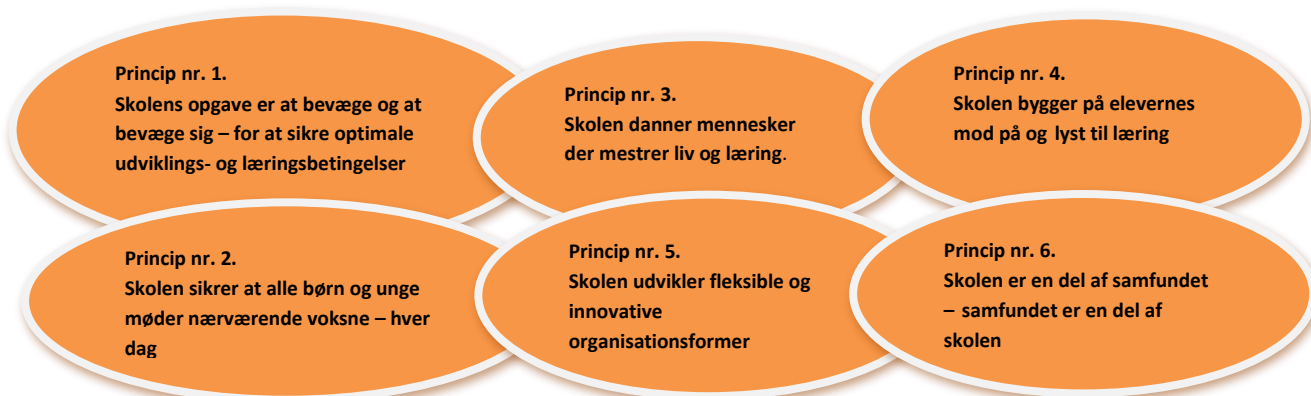 Princip nr. 1.
Skolens opgave er at bevæge og at
bevæge sig – for at sikre optimale
udviklings- og læringsbetingelser
Princip nr. 2.
Skolen sikrer at alle børn og unge
møder nærværende voksne – hver
dag
Princip nr. 3.
Skolen danner mennesker
der mestrer liv og læring.
Princip nr. 4.
Skolen bygger på elevernes
mod på og lyst til læring
Princip nr. 5.
Skolen udvikler fleksible og
innovative
organisationsformer
Princip nr. 6.
Skolen er en del af samfundet
– samfundet er en del af
skolen